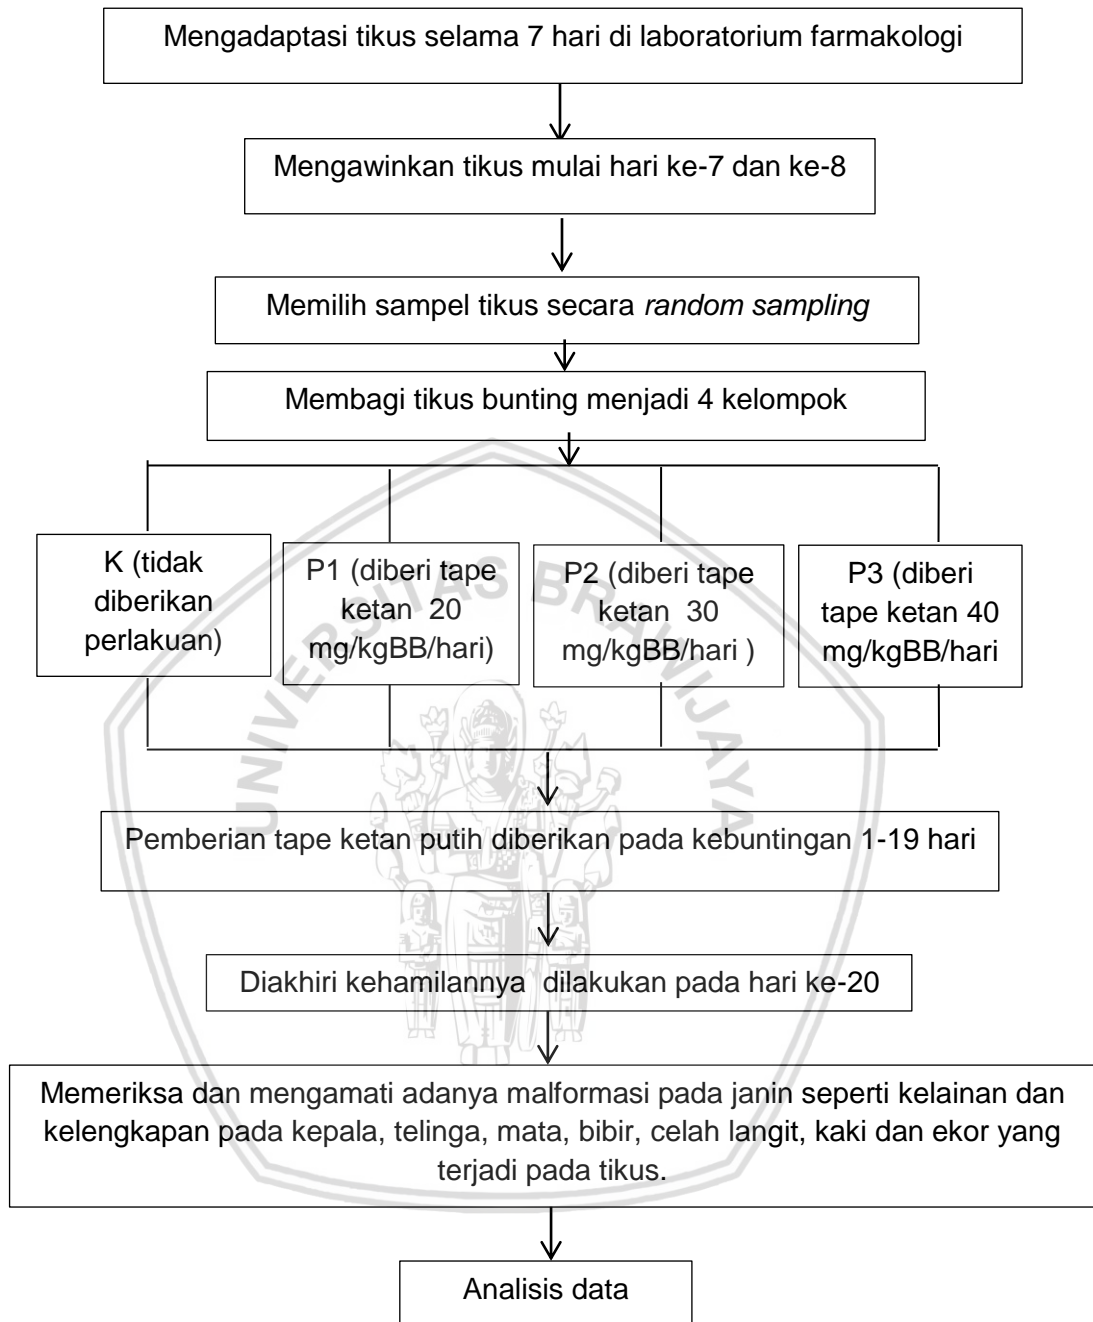 Mengadaptasi tikus selama 7 hari di laboratorium farmakologi
Mengawinkan tikus mulai hari ke-7 dan ke-8
Memilih sampel tikus secara random sampling
Membagi tikus bunting menjadi 4 kelompok
K (tidak
diberikan
perlakuan)
P1 (diberi tape
ketan 20
mg/kgBB/hari)
P2 (diberi tape
ketan 30
mg/kgBB/hari )
P3 (diberi
tape ketan 40
mg/kgBB/hari
UNIVERSITAS BRAWIJAYA
Pemberian tape ketan putih diberikan pada kebuntingan 1-19 hari
Diakhiri kehamilannya dilakukan pada hari ke-20
Memeriksa dan mengamati adanya malformasi pada janin seperti kelainan dan
kelengkapan pada kepala, telinga, mata, bibir, celah langit, kaki dan ekor yang
terjadi pada tikus.
Analisis data